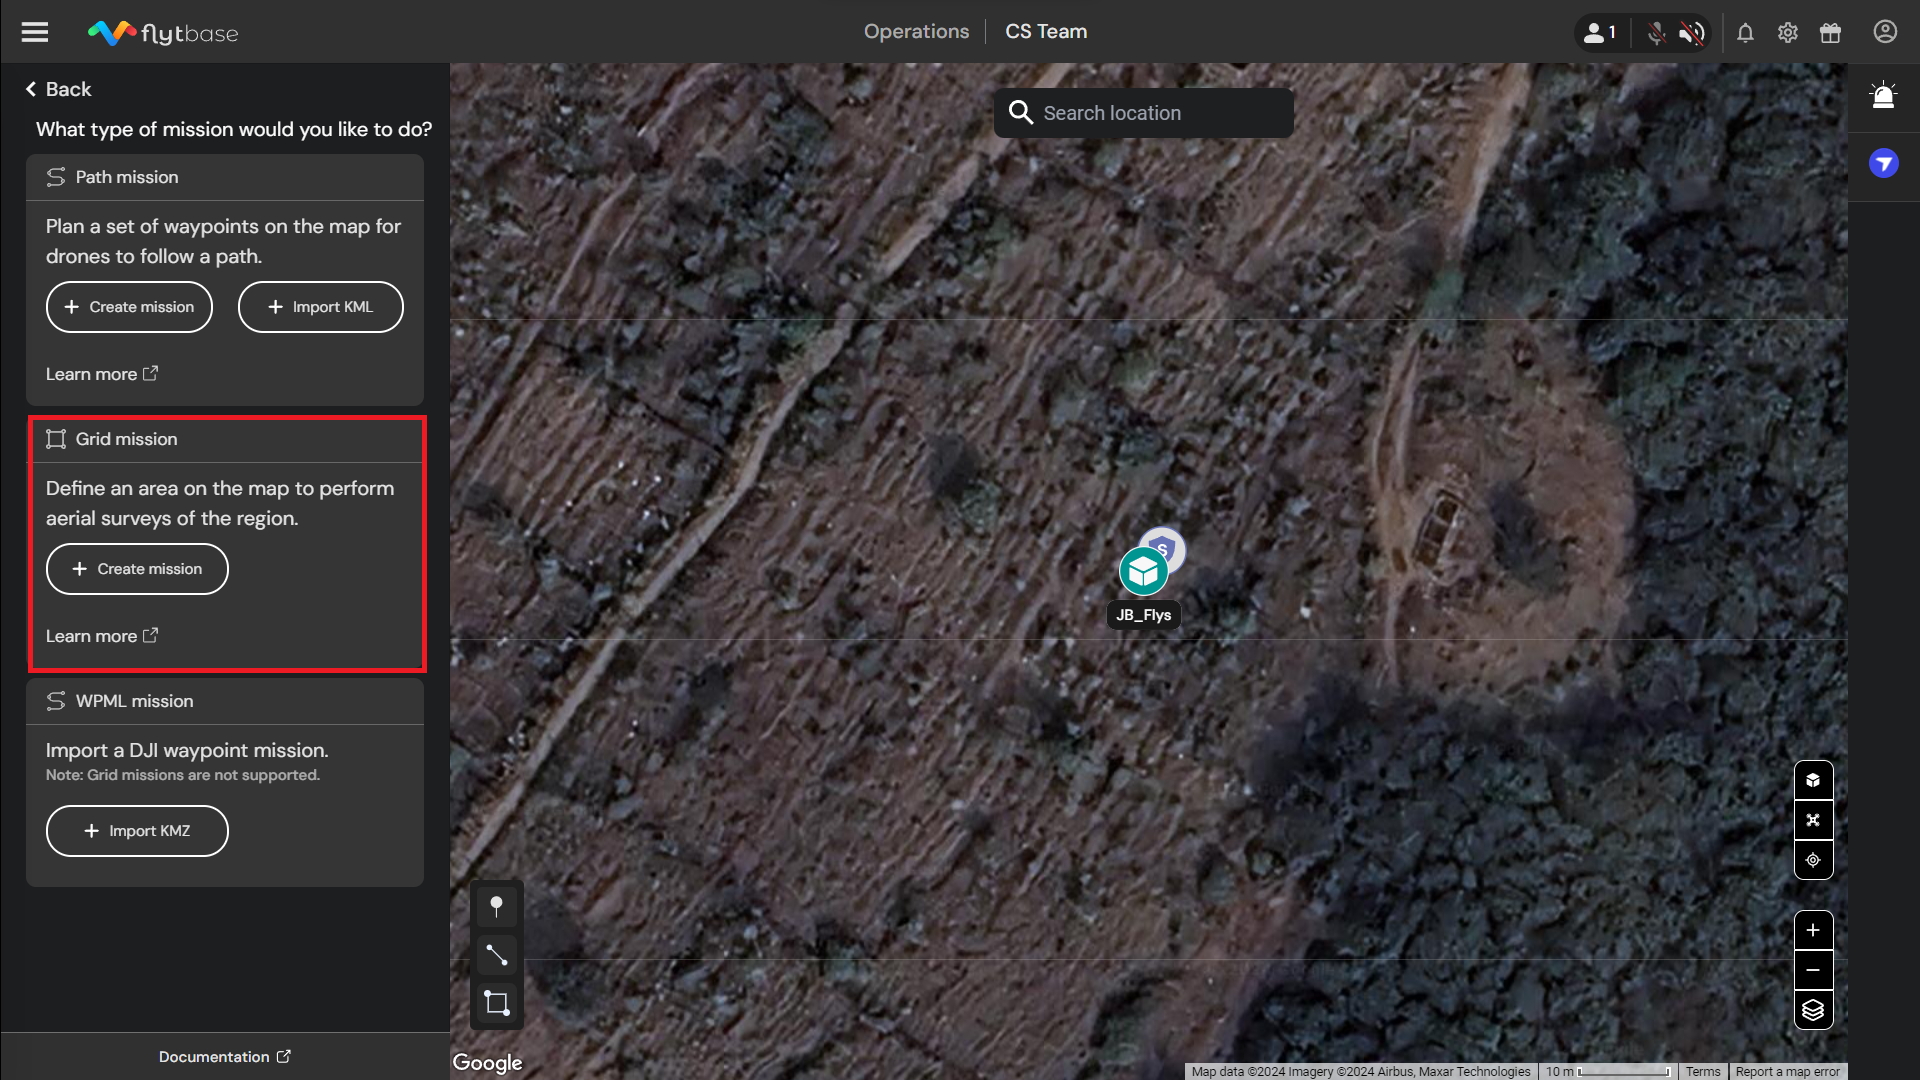 flytbase
Operations
CS Team
1
Back
What type of mission would you like to do?
Path mission
Plan a set of waypoints on the map for
drones to follow a path.
+ Create mission
+ Import KML
Learn more
Grid mission
Define an area on the map to perform
aerial surveys of the region.
+ Create mission
Learn more
WPML mission
Import a DJI waypoint mission.
Note: Grid missions are not supported.
+ Import KMZ
Documentation
Search location
S
JB_Flys
Google
Map data ©2024 Imagery ©2024 Airbus, Maxar Technologies
10 m
Terms
Report a map error